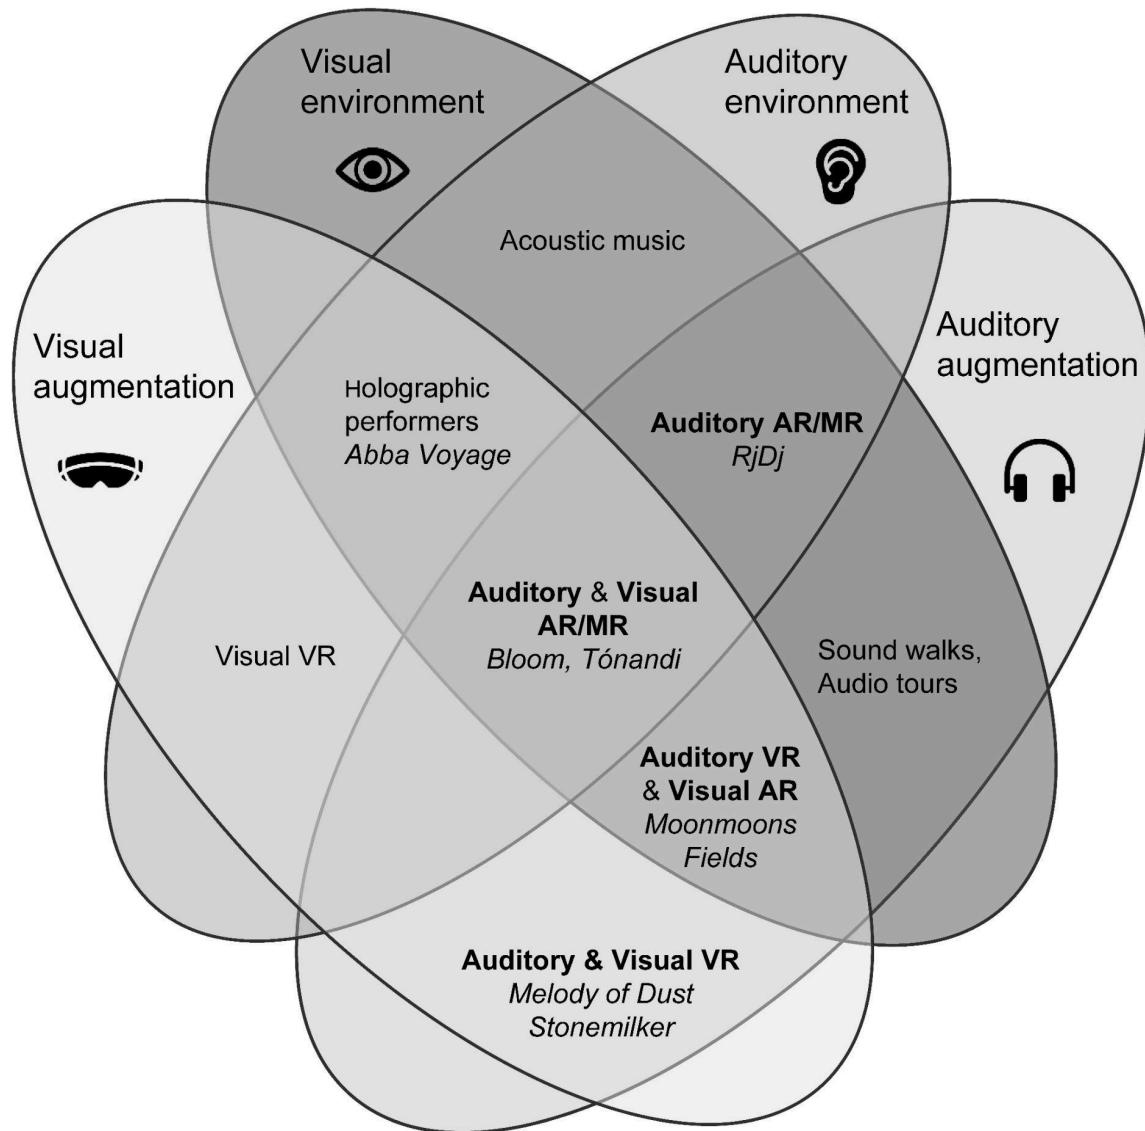 Visual
environment
Auditory
environment
Acoustic music
Visual
augmentation
Auditory
augmentation
Holographic
performers
Abba Voyage
Auditory AR/MR
RjDj
Auditory & Visual
AR/MR
Bloom, Tónandi
Visual VR
Sound walks,
Audio tours
Auditory VR
& Visual AR
Moonmoons
Fields
Auditory & Visual VR
Melody of Dust
Stonemilker